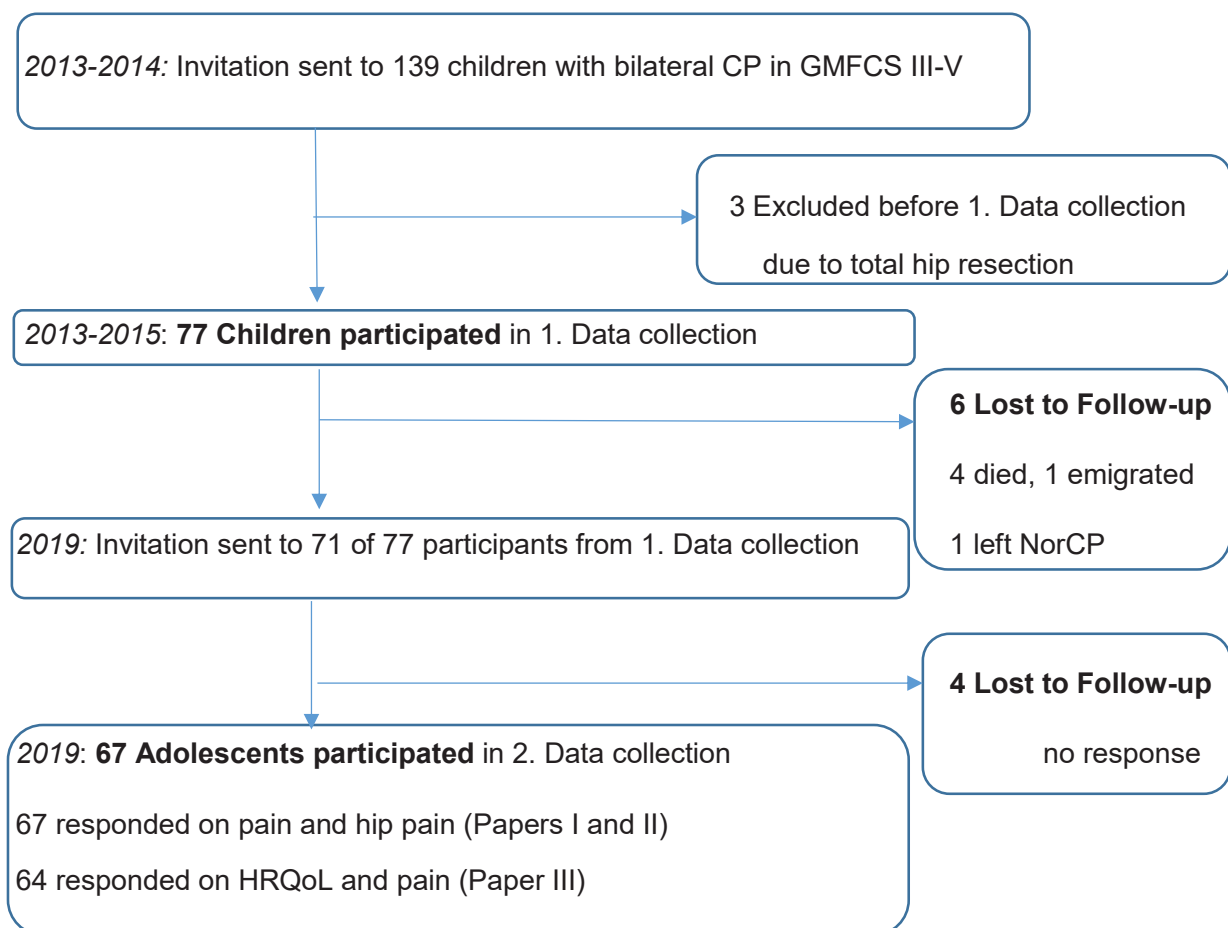 2013-2014: Invitation sent to 139 children with bilateral CP in GMFCS III-V
3 Excluded before 1. Data collection
due to total hip resection
2013-2015: 77 Children participated in 1. Data collection
6 Lost to Follow-up
4 died, 1 emigrated
1 left NorCP
2019: Invitation sent to 71 of 77 participants from 1. Data collection
4 Lost to Follow-up
no response
2019: 67 Adolescents participated in 2. Data collection
67 responded on pain and hip pain (Papers I and II)
64 responded on HRQoL and pain (Paper III)